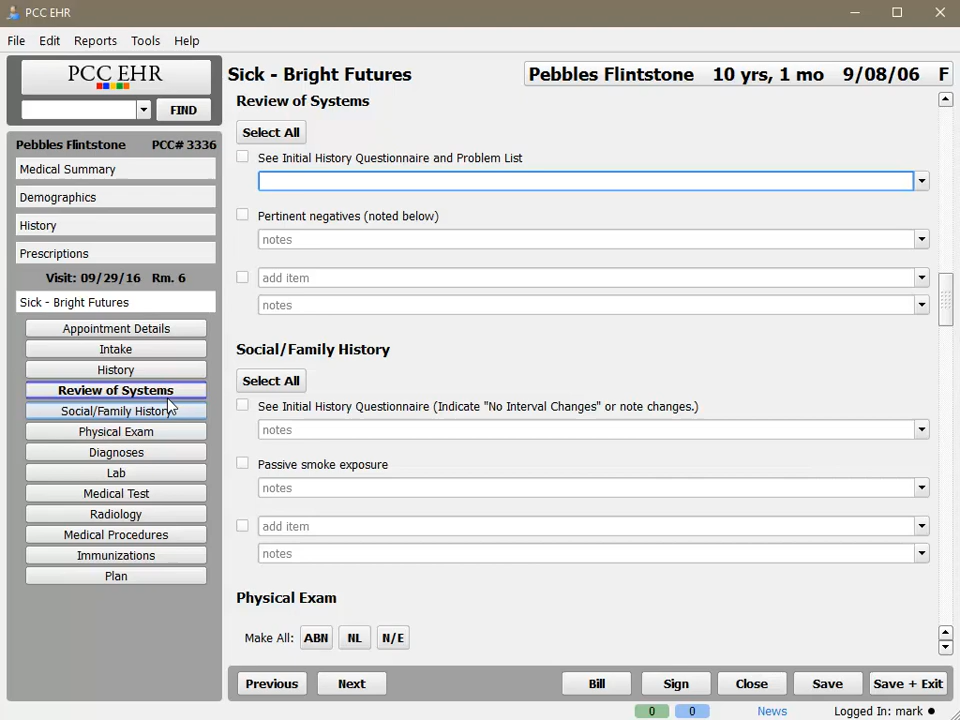 PCC EHR
File Edit Reports Tools Help
PCC EHR
FIND
Pebbles Flintstone PCC# 3336
Medical Summary
Demographics
History
Prescriptions
Visit: 09/29/16 Rm. 6
Sick - Bright Futures
Appointment Details
Intake
History
Review of Systems
Social/Family History
Physical Exam
Diagnoses
Lab
Medical Test
Radiology
Medical Procedures
Immunizations
Plan
Sick - Bright Futures
Pebbles Flintstone 10 yrs, 1 mo 9/08/06 F
Review of Systems
Select All
See Initial History Questionnaire and Problem List
Pertinent negatives (noted below)
notes
add item
notes
Social/Family History
Select All
See Initial History Questionnaire (Indicate "No Interval Changes" or note changes.)
notes
Passive smoke exposure
notes
add item
notes
Physical Exam
Make All: ABN NL N/E
Previous Next Bill Sign Close Save Save + Exit
0 0 News Logged In: mark